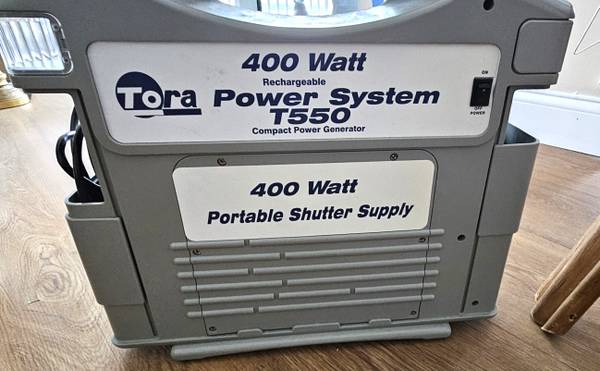 400 Watt
Rechargeable
Tora Power System
T550
Compact Power Generator
ON
OFF
POWER
400 Watt
Portable Shutter Supply